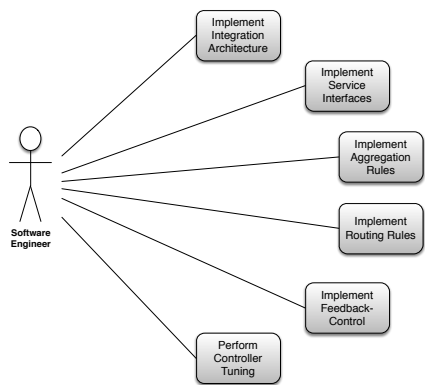 Implement
Integration
Architecture
Implement
Service
Interfaces
Implement
Aggregation
Rules
Software
Engineer
Implement
Routing Rules
Implement
Feedback-
Control
Perform
Controller
Tuning